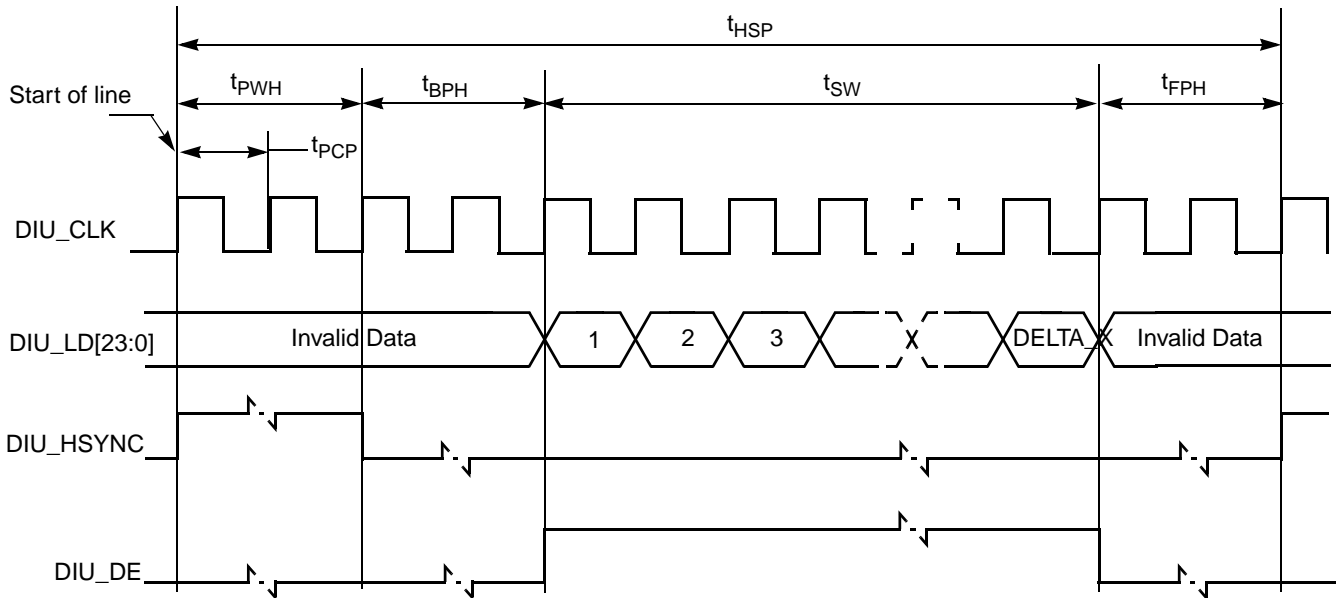 tHSP
tPWH
tBPH
tSW
tFPH
Start of line
tPCP
DIU_CLK
DIU_LD[23:0]
Invalid Data
1
2
3
DELTA_X
Invalid Data
DIU_HSYNC
DIU_DE